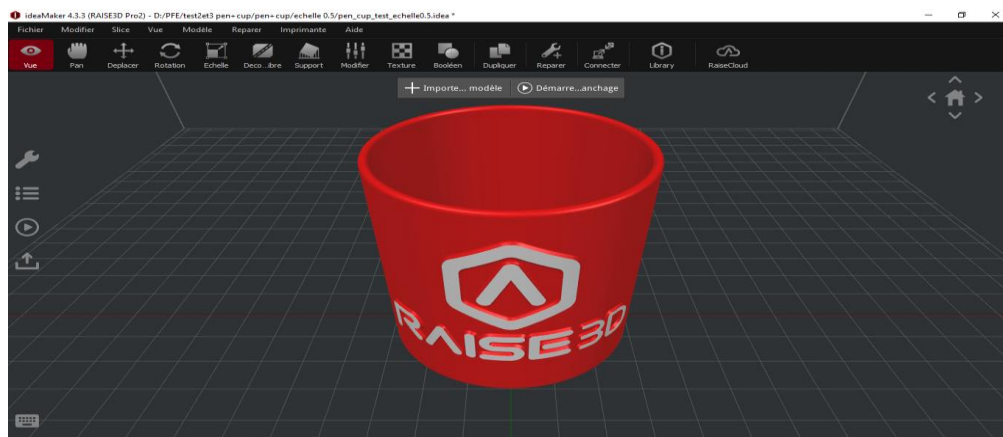 ideaMaker 4.3.3 (RAISE3D Pro2) - D:/PFE/test2et3 pen+cup/pen+cup/echelle 0.5/pen_cup_test_echelle0.5.idea *
Fichier Modifier Slice Vue Modèle Reparer Imprimante Aide
Vue Pan Deplacer Rotation Echelle Deco...ibre Support Modifier Texture Booléen Dupliquer Reparer Connecter Library RaiseCloud
Importe... modèle Démarre...anchage
RAISE3D